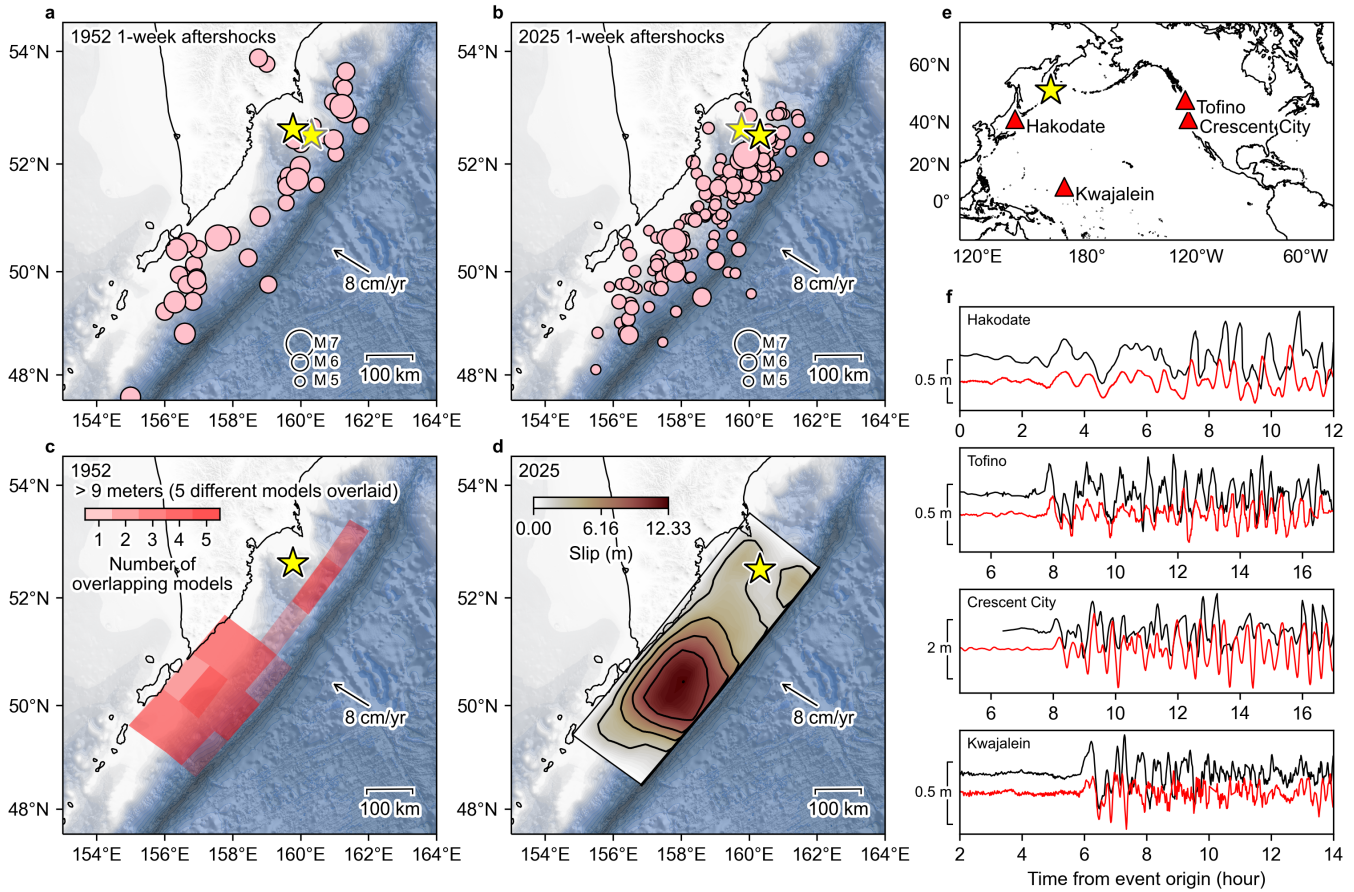 a
1952 1-week aftershocks
54°N
52°N
50°N
48°N
8 cm/yr
M 7
M 6
M 5
100 km
154°E
156°E
158°E
160°E
162°E
164°E
b
2025 1-week aftershocks
54°N
52°N
50°N
48°N
8 cm/yr
M 7
M 6
M 5
100 km
154°E
156°E
158°E
160°E
162°E
164°E
c
1952
> 9 meters (5 different models overlaid)
1 2 3 4 5
Number of
overlapping models
54°N
52°N
50°N
48°N
8 cm/yr
100 km
154°E
156°E
158°E
160°E
162°E
164°E
d
2025
0.00 6.16 12.33
Slip (m)
54°N
52°N
50°N
48°N
8 cm/yr
100 km
154°E
156°E
158°E
160°E
162°E
164°E
e
60°N
40°N
20°N
0°
Tofino
Crescent City
Hakodate
Kwajalein
120°E
180°
120°W
60°W
f
Hakodate
0.5 m
0 2 4 6 8 10 12
Tofino
0.5 m
6 8 10 12 14 16
Crescent City
2 m
6 8 10 12 14 16
Kwajalein
0.5 m
2 4 6 8 10 12 14
Time from event origin (hour)